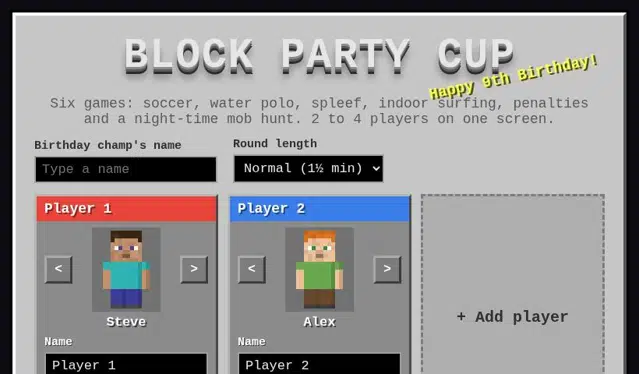 BLOCK PARTY CUP
Happy 9th Birthday!
Six games: soccer, water polo, spleef, indoor surfing, penalties
and a night-time mob hunt. 2 to 4 players on one screen.
Birthday champ's name
Round length
Type a name
Normal (1½ min)
Player 1
Player 2
<
>
<
>
+ Add player
Steve
Alex
Name
Name
Player 1
Player 2